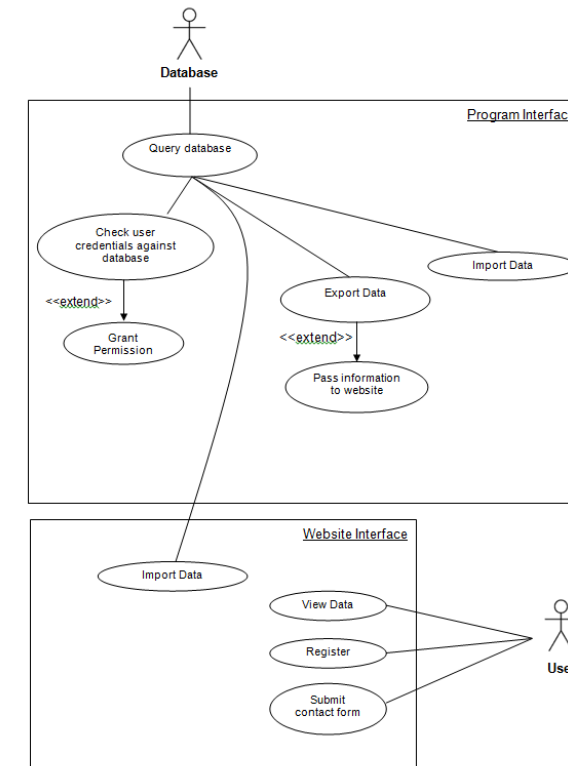 Database
Program Interfac
Query database
Check user
credentials against
database
Import Data
Export Data
<<extend>>
<<extend>>
Grant
Permission
Pass information
to website
Website Interface
Import Data
View Data
Register
Submit
contact form
Use